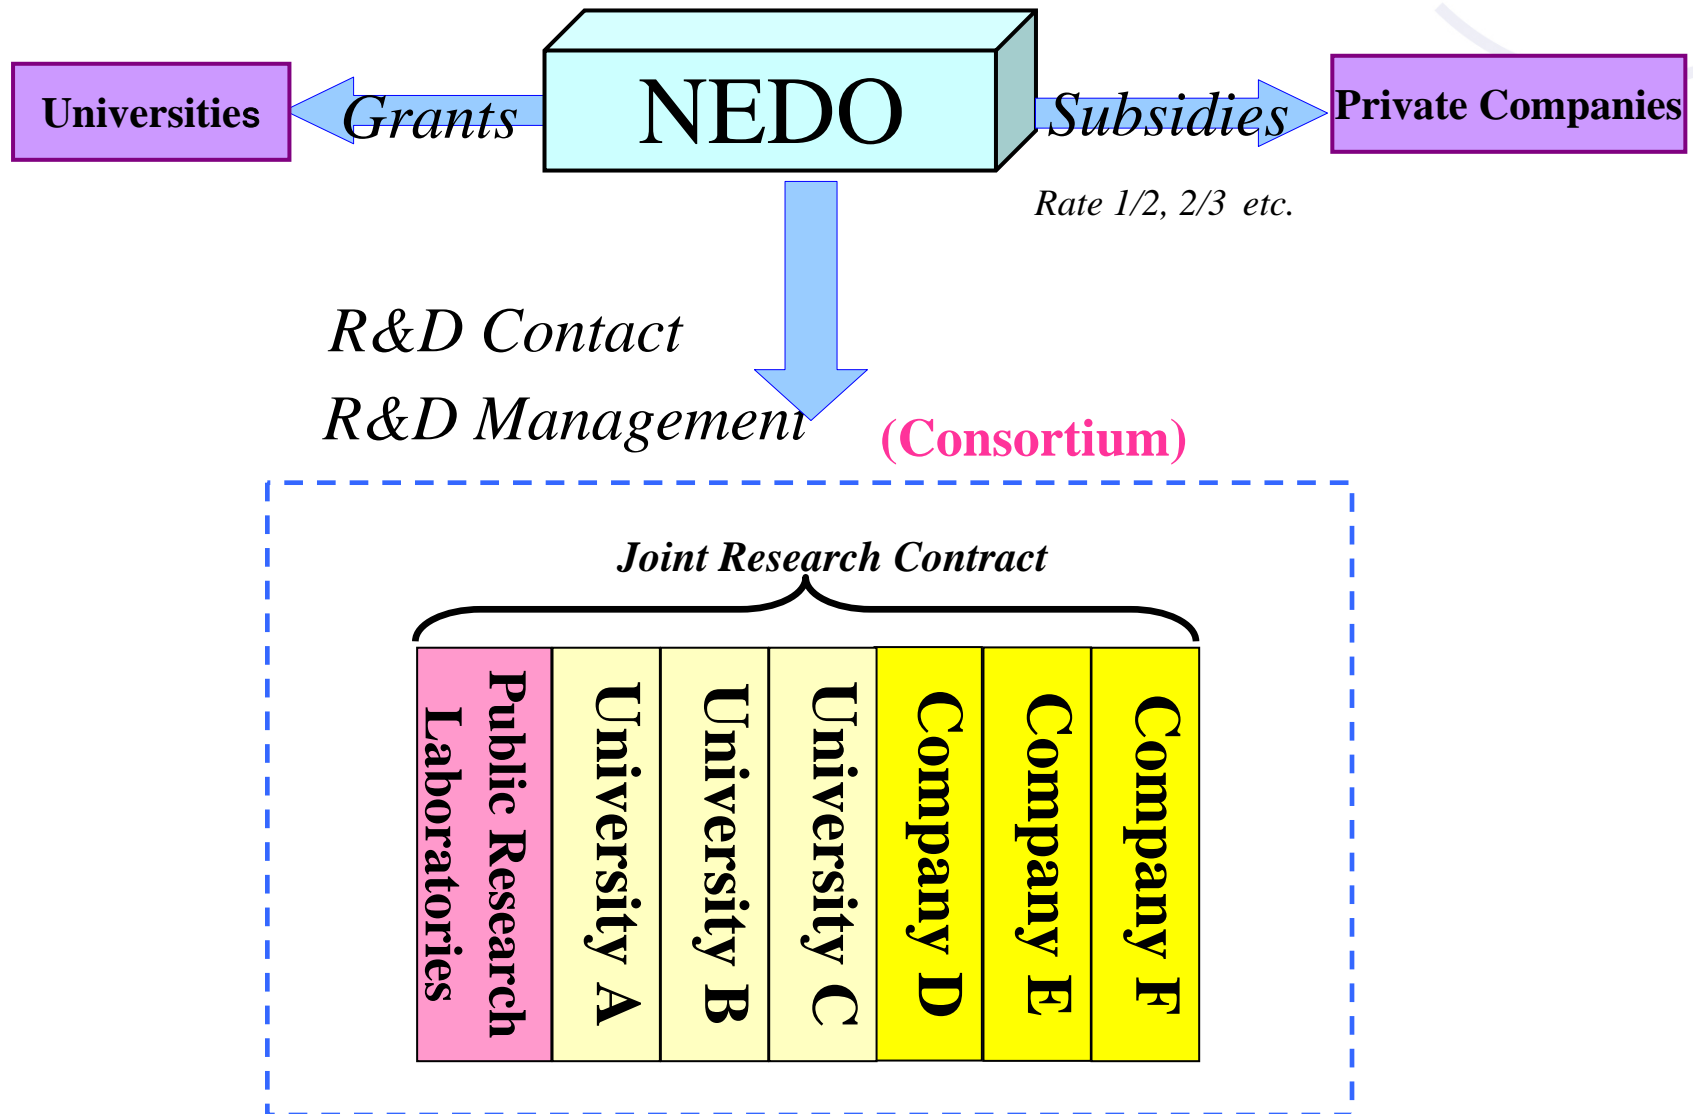 NEDO
Universities
Grants
Subsidies
Private Companies
Rate 1/2, 2/3 etc.
R&D Contact
R&D Management
(Consortium)
Joint Research Contract
Public Research
Laboratories
University A
University B
University C
Company D
Company E
Company F